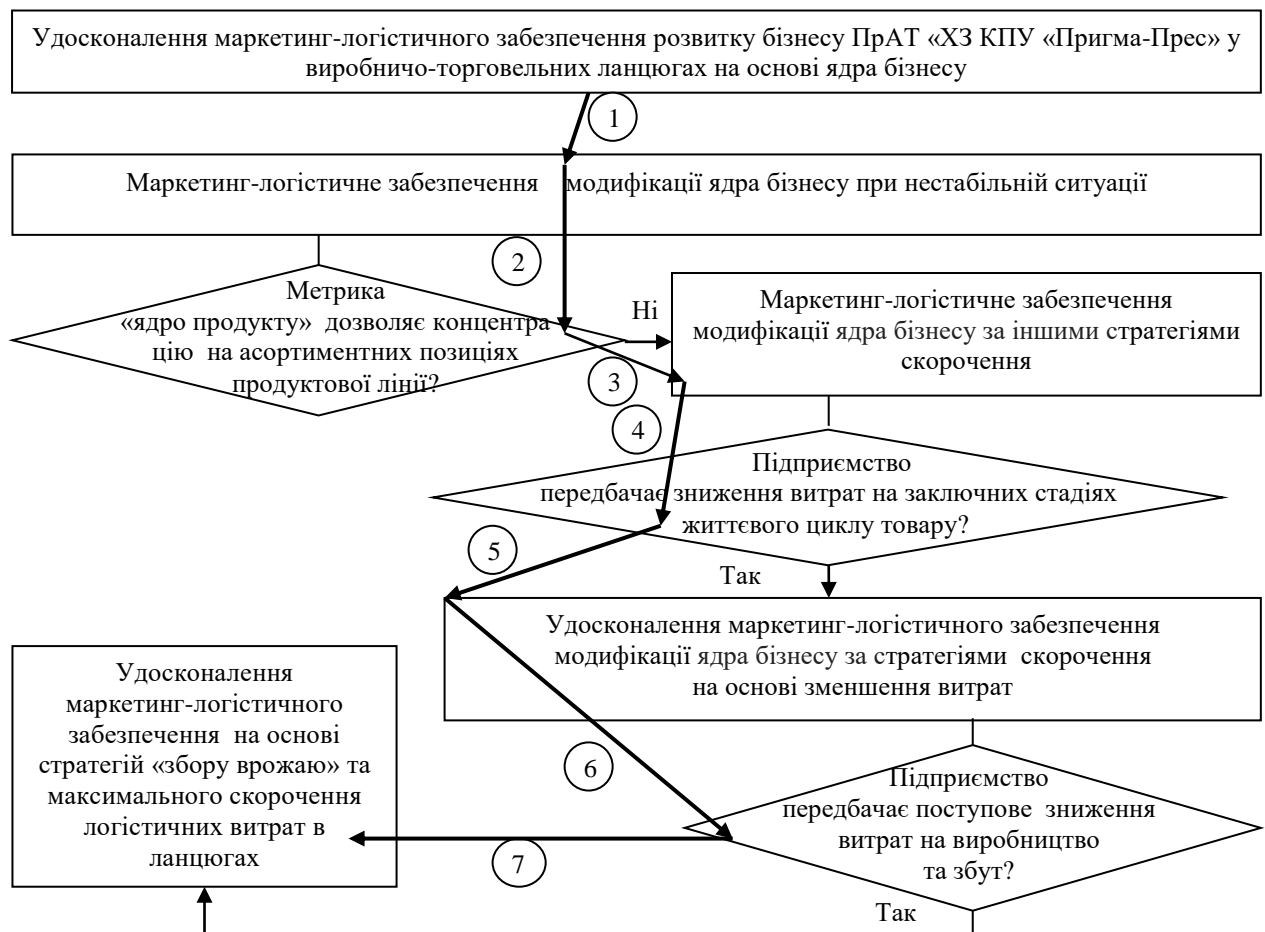 Удосконалення маркетинг-логістичного забезпечення розвитку бізнесу ПрАТ «ХЗ КПУ «Пригма-Прес» у
виробничо-торговельних ланцюгах на основі ядра бізнесу
1
Маркетинг-логістичне забезпечення модифікації ядра бізнесу при нестабільній ситуації
2
Метрика
«ядро продукту» дозволяє концентра
цію на асортиментних позиціях
продуктової лінії?
Ні
Маркетинг-логістичне забезпечення
модифікації ядра бізнесу за іншими стратегіями
скорочення
3
4
Підприємство
передбачає зниження витрат на заключних стадіях
життєвого циклу товару?
5
Так
Удосконалення маркетинг-логістичного забезпечення
модифікації ядра бізнесу за стратегіями скорочення
на основі зменшення витрат
Удосконалення
маркетинг-логістичного
забезпечення на основі
стратегій «збору врожаю» та
максимального скорочення
логістичних витрат в
ланцюгах
6
Підприємство
передбачає поступове зниження
витрат на виробництво
та збут?
7
Так